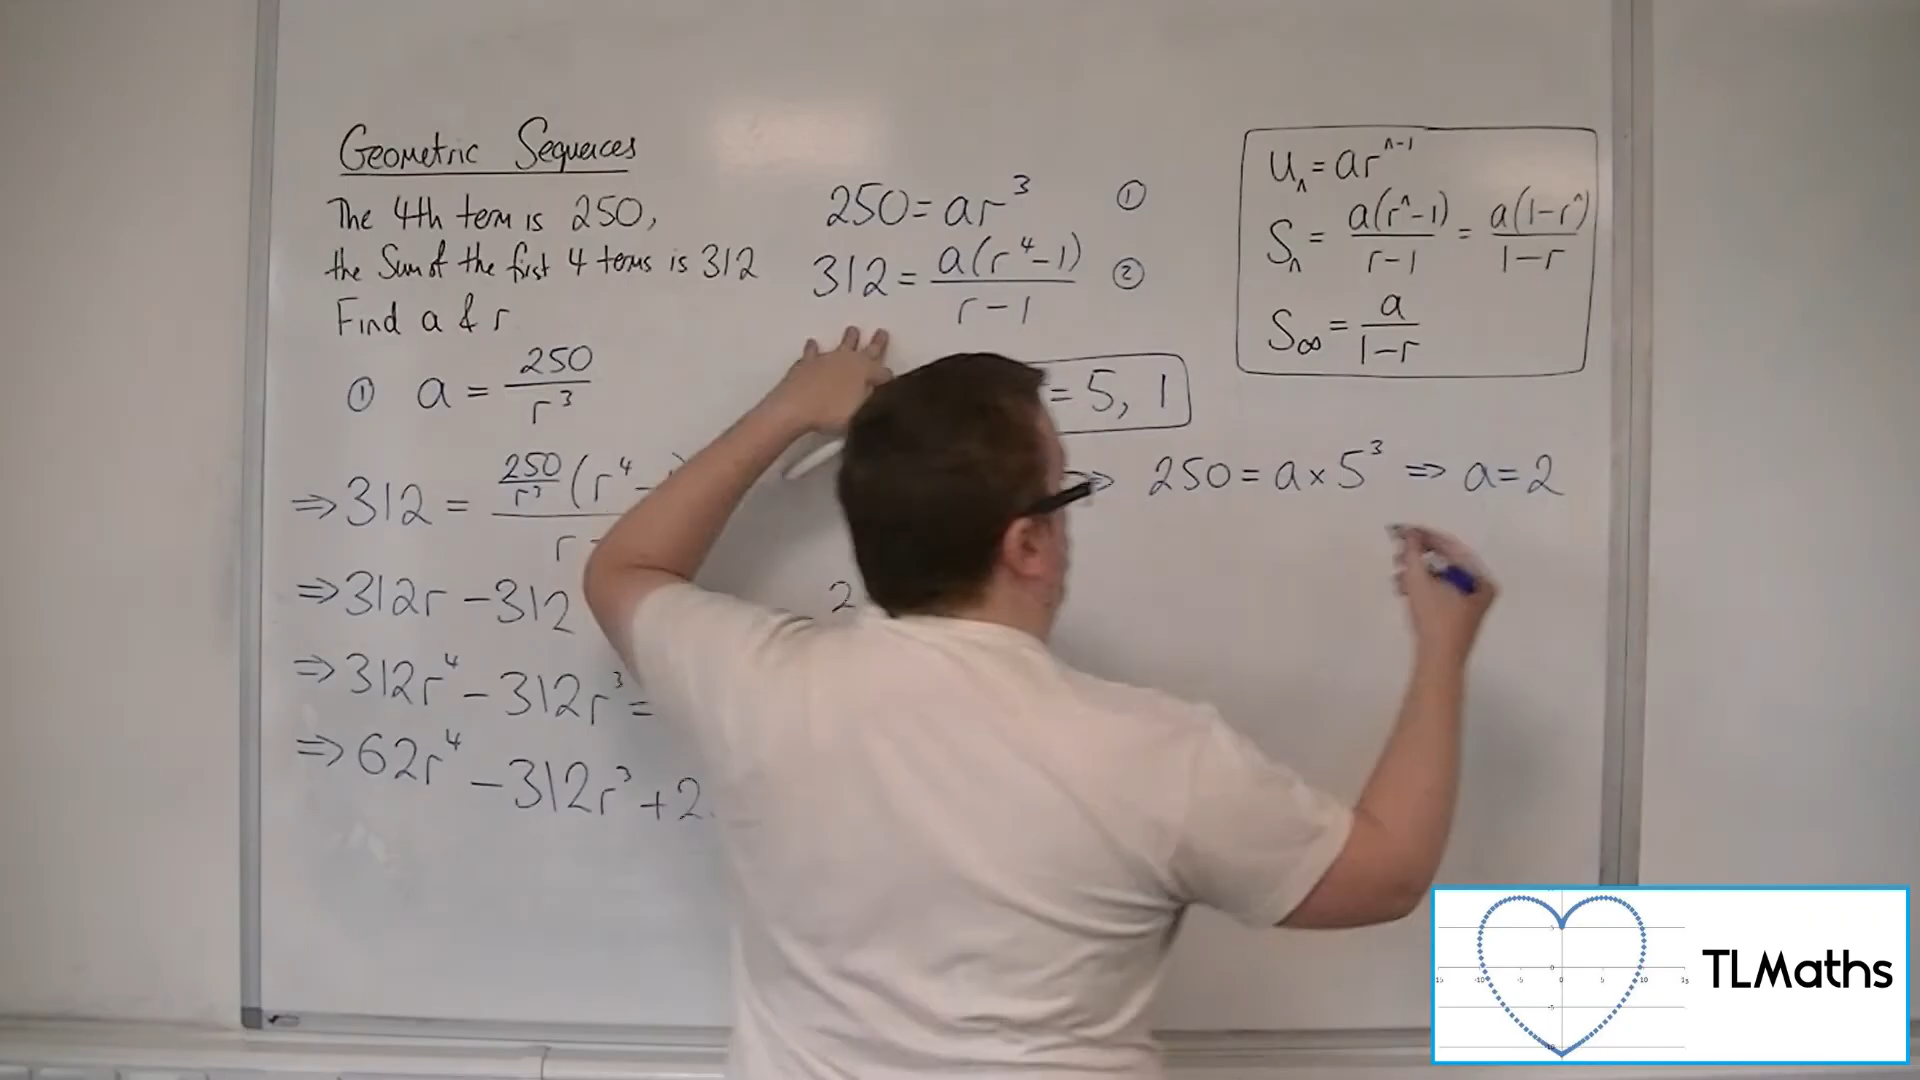 Geometric Sequences
The 4th term is 250,
the Sum of the first 4 terms is 312
Find a & r
① a = 250/r³
⇒ 312 = 250/r³ (r⁴ -
r -
⇒ 312r - 312
2
⇒ 312r⁴ - 312r³ =
⇒ 62r⁴ - 312r³ + 2
250 = ar³ ①
312 = a(r⁴-1)/r-1 ②
= 5, 1
⇒ 250 = a × 5³ ⇒ a = 2
Uₙ = arⁿ⁻¹
Sₙ = a(rⁿ-1)/r-1 = a(1-rⁿ)/1-r
S∞ = a/1-r
TLMaths